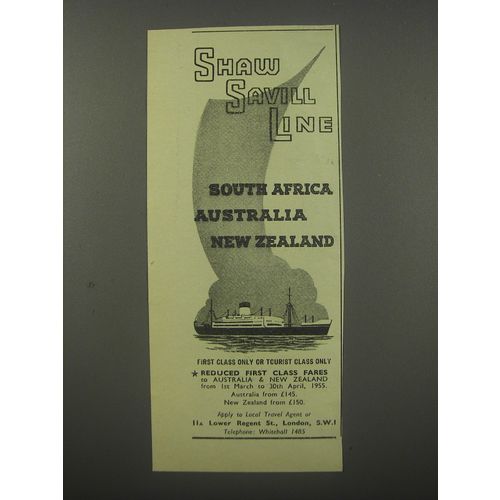 SHAW
SAVILL
LINE
SOUTH AFRICA
AUSTRALIA
NEW ZEALAND
FIRST CLASS ONLY OR TOURIST CLASS ONLY
★ REDUCED FIRST CLASS FARES
to AUSTRALIA & NEW ZEALAND
from 1st March to 30th April, 1955.
Australia from £145.
New Zealand from £150.
Apply to Local Travel Agent or
11A Lower Regent St., London, S.W.1
Telephone: Whitehall 1485